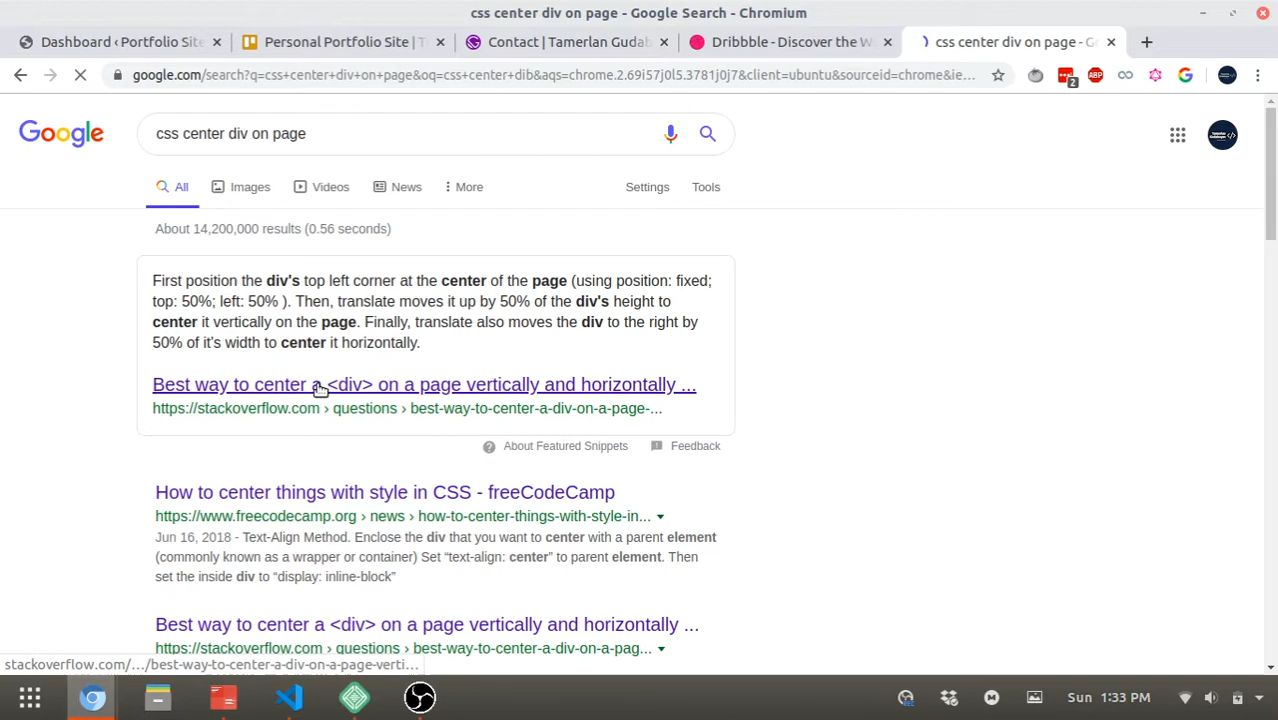 css center div on page - Google Search - Chromium
Dashboard ‹ Portfolio Site
Personal Portfolio Site | T
Contact | Tamerlan Gudab
Dribbble - Discover the W
css center div on page - G
google.com/search?q=css+center+div+on+page&oq=css+center+dib&aqs=chrome.2.69i57j0l5.3781j0j7&client=ubuntu&sourceid=chrome&ie...
2
ABP
Google
css center div on page
All
Images
Videos
News
More
Settings
Tools
About 14,200,000 results (0.56 seconds)
First position the div's top left corner at the center of the page (using position: fixed;
top: 50%; left: 50% ). Then, translate moves it up by 50% of the div's height to
center it vertically on the page. Finally, translate also moves the div to the right by
50% of it's width to center it horizontally.
Best way to center a <div> on a page vertically and horizontally ...
https://stackoverflow.com › questions › best-way-to-center-a-div-on-a-page-...
About Featured Snippets
Feedback
How to center things with style in CSS - freeCodeCamp
https://www.freecodecamp.org › news › how-to-center-things-with-style-in...
Jun 16, 2018 - Text-Align Method. Enclose the div that you want to center with a parent element
(commonly known as a wrapper or container) Set “text-align: center” to parent element. Then
set the inside div to “display: inline-block”
Best way to center a <div> on a page vertically and horizontally ...
https://stackoverflow.com › questions › best-way-to-center-a-div-on-a-pag...
stackoverflow.com/.../best-way-to-center-a-div-on-a-page-verti...
Sun 1:33 PM